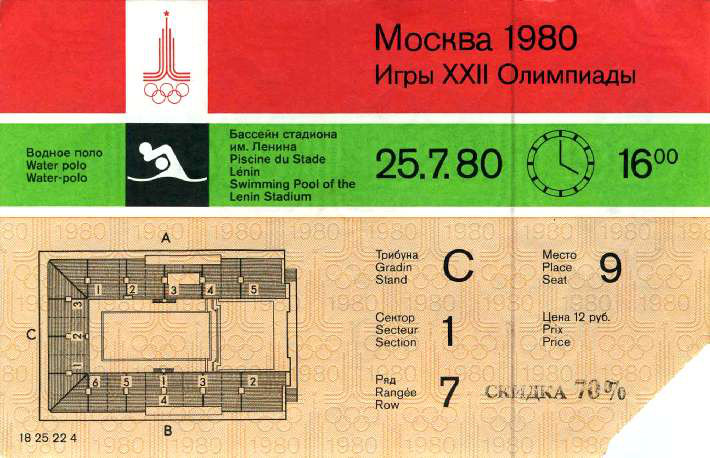 Москва 1980
Игры XXII Олимпиады
Водное поло
Water polo
Water-polo
Бассейн стадиона
им. Ленина
Piscine du Stade
Lénin
Swimming Pool of the
Lenin Stadium
25.7.80
16⁰⁰
A
1 2 3 4 5
C
3
2
1
6 5 1 2 3
4
B
18 25 22 4
Трибуна
Gradin
Stand
C
Место
Place
Seat
9
Сектор
Secteur
Section
1
Цена 12 руб.
Prix
Price
Ряд
Rangée
Row
7
СКИДКА 70%